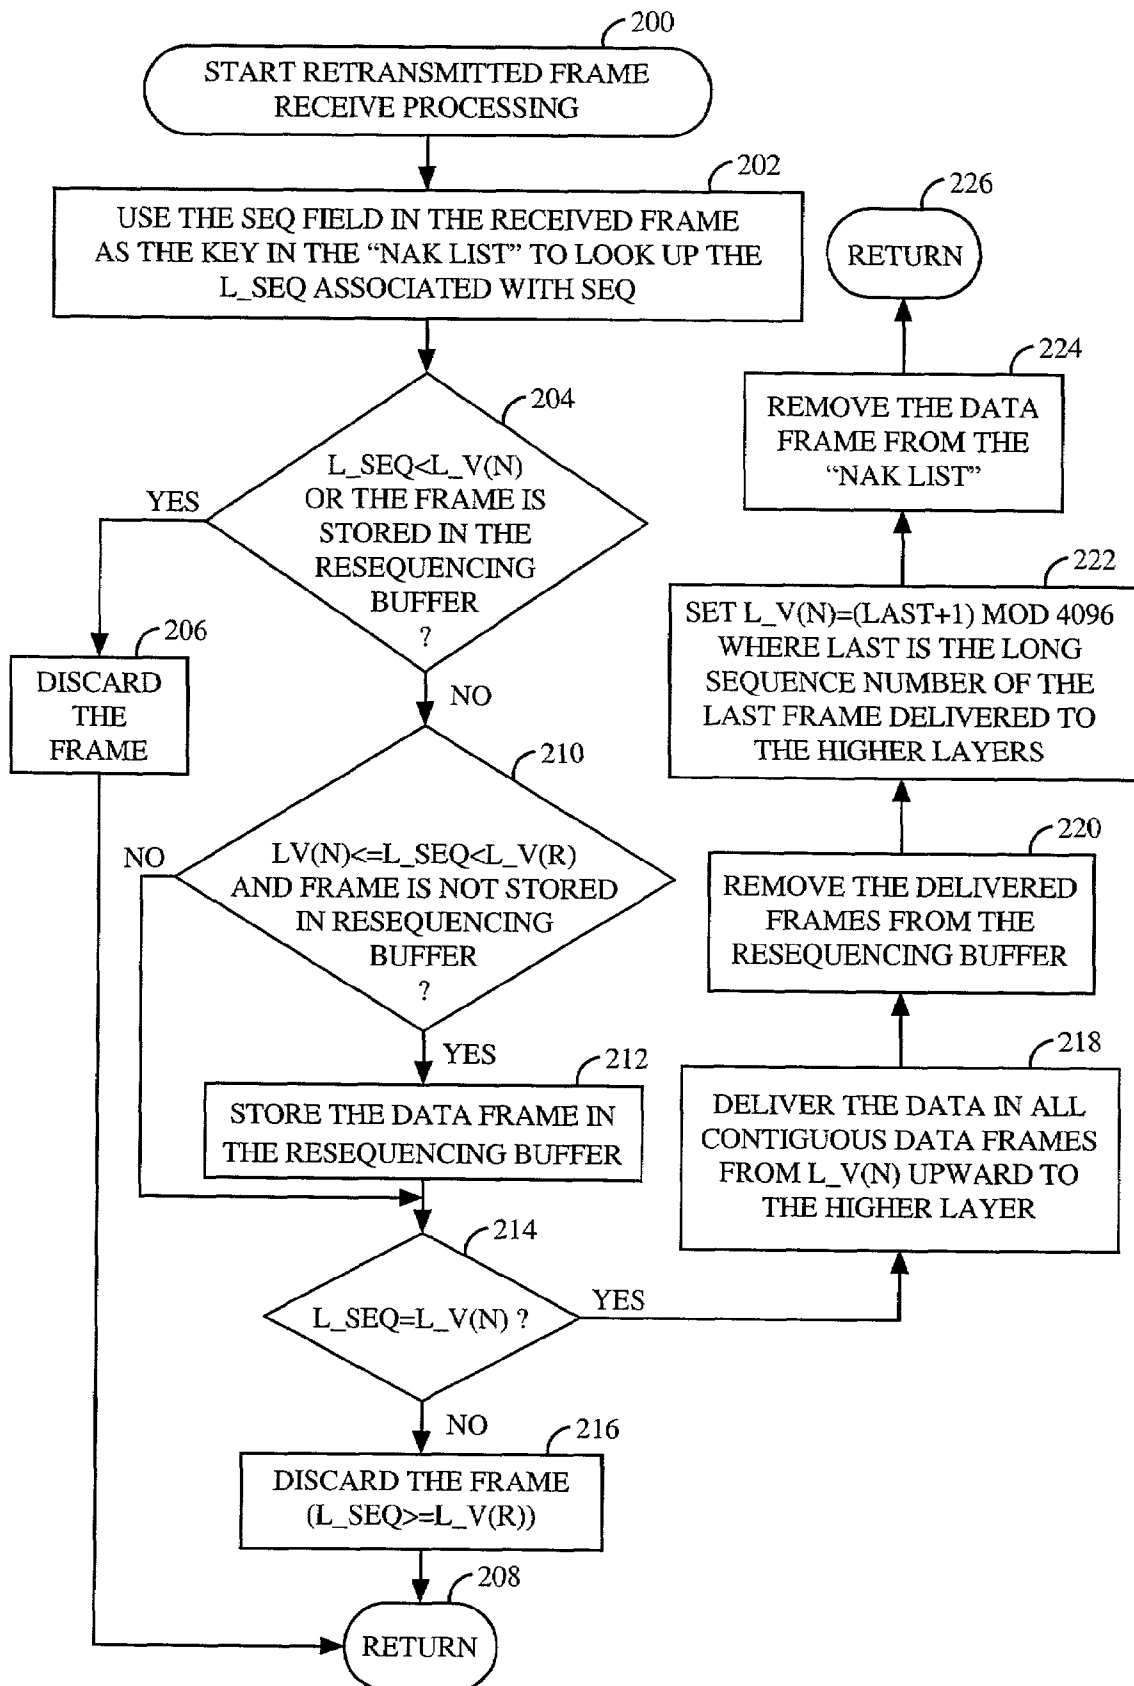 200
START RETRANSMITTED FRAME
RECEIVE PROCESSING
202
USE THE SEQ FIELD IN THE RECEIVED FRAME
AS THE KEY IN THE “NAK LIST” TO LOOK UP THE
L_SEQ ASSOCIATED WITH SEQ
204
L_SEQ<L_V(N)
OR THE FRAME IS
STORED IN THE
RESEQUENCING
BUFFER
?
YES
206
DISCARD
THE
FRAME
NO
210
LV(N)<=L_SEQ<L_V(R)
AND FRAME IS NOT STORED
IN RESEQUENCING
BUFFER
?
NO
YES
212
STORE THE DATA FRAME IN
THE RESEQUENCING BUFFER
214
L_SEQ=L_V(N) ?
YES
NO
216
DISCARD THE FRAME
(L_SEQ>=L_V(R))
208
RETURN
218
DELIVER THE DATA IN ALL
CONTIGUOUS DATA FRAMES
FROM L_V(N) UPWARD TO
THE HIGHER LAYER
220
REMOVE THE DELIVERED
FRAMES FROM THE
RESEQUENCING BUFFER
222
SET L_V(N)=(LAST+1) MOD 4096
WHERE LAST IS THE LONG
SEQUENCE NUMBER OF THE
LAST FRAME DELIVERED TO
THE HIGHER LAYERS
224
REMOVE THE DATA
FRAME FROM THE
“NAK LIST”
226
RETURN